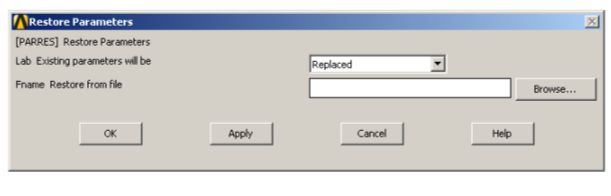 Restore Parameters
[PARRES] Restore Parameters
Lab Existing parameters will be Replaced
Fname Restore from file Browse...
OK Apply Cancel Help